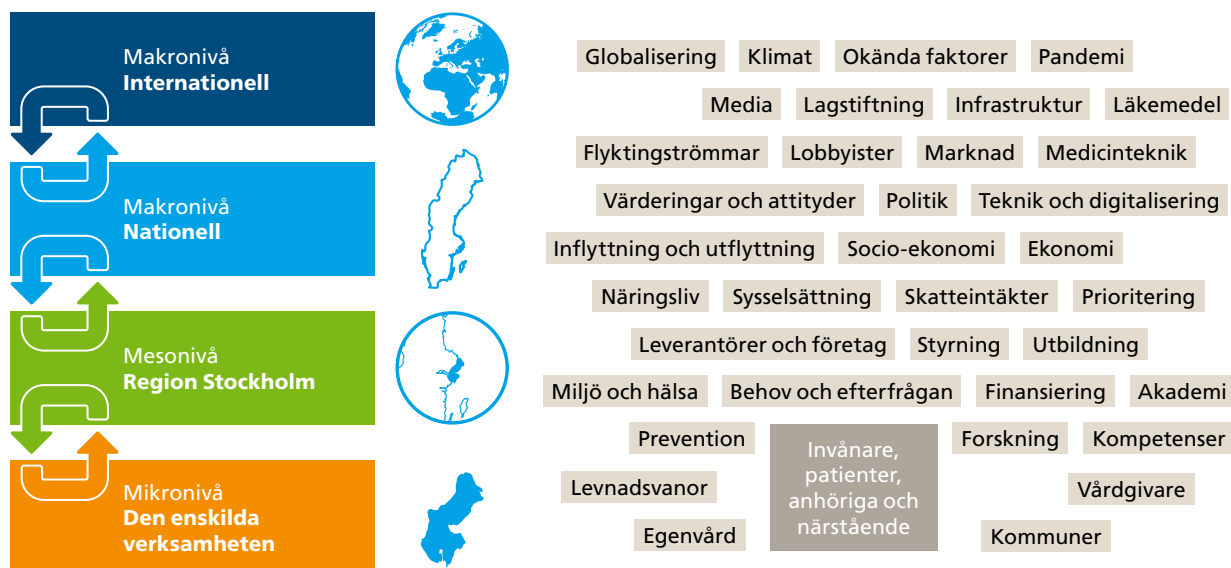 Makronivå
Internationell
Makronivå
Nationell
Mesonivå
Region Stockholm
Mikronivå
Den enskilda
verksamheten
Globalisering Klimat Okända faktorer Pandemi
Media Lagstiftning Infrastruktur Läkemedel
Flyktingströmmar Lobbyister Marknad Medicinteknik
Värderingar och attityder Politik Teknik och digitalisering
Inflyttning och utflyttning Socio-ekonomi Ekonomi
Näringsliv Sysselsättning Skatteintäkter Prioritering
Leverantörer och företag Styrning Utbildning
Miljö och hälsa Behov och efterfrågan Finansiering Akademi
Prevention Forskning Kompetenser
Levnadsvanor Vårdgivare
Egenvård Kommuner
Invånare,
patienter,
anhöriga och
närstående